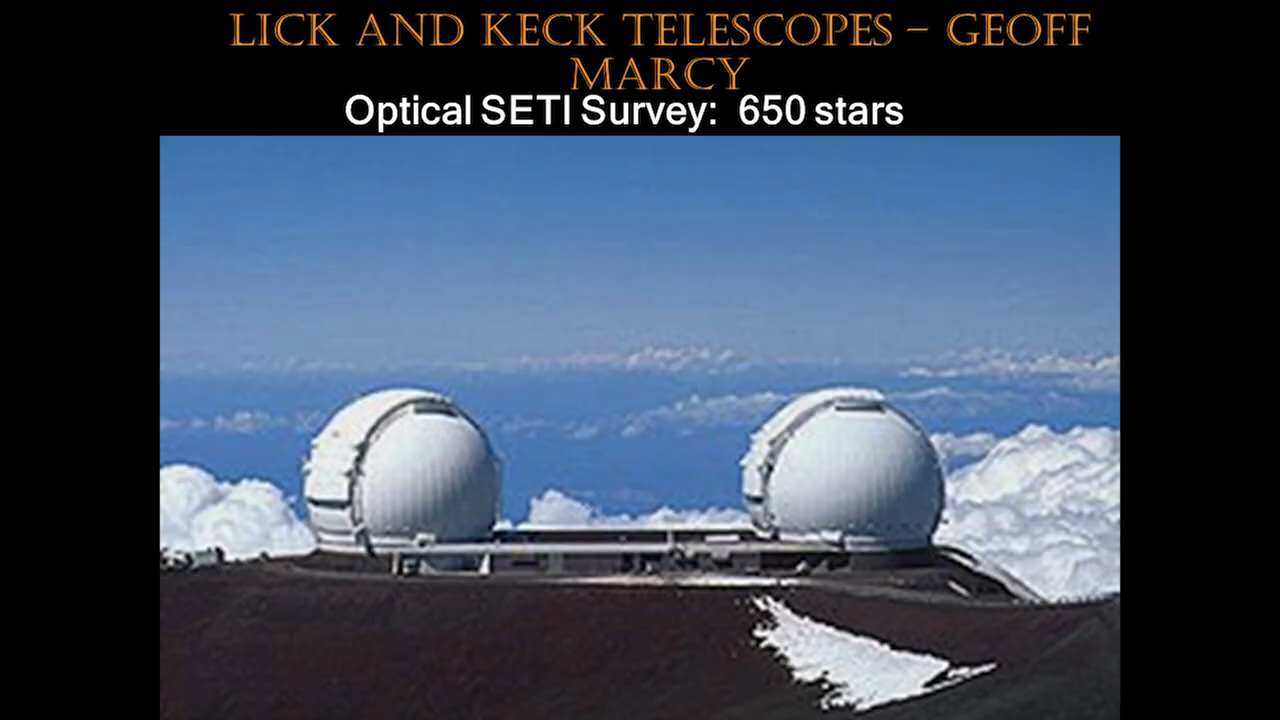 LICK AND KECK TELESCOPES – GEOFF
MARCY
Optical SETI Survey:  650 stars